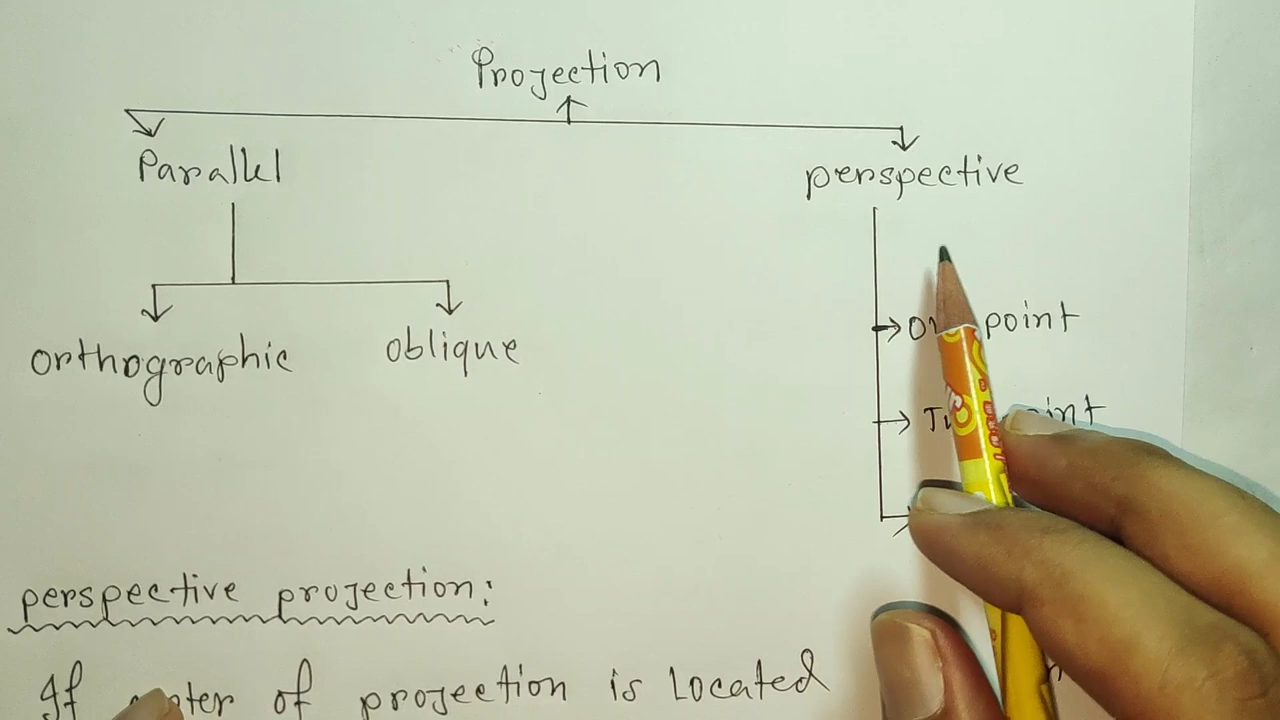 Projection
Parallel perspective
orthographic oblique
point
perspective projection:
If of projection is Located